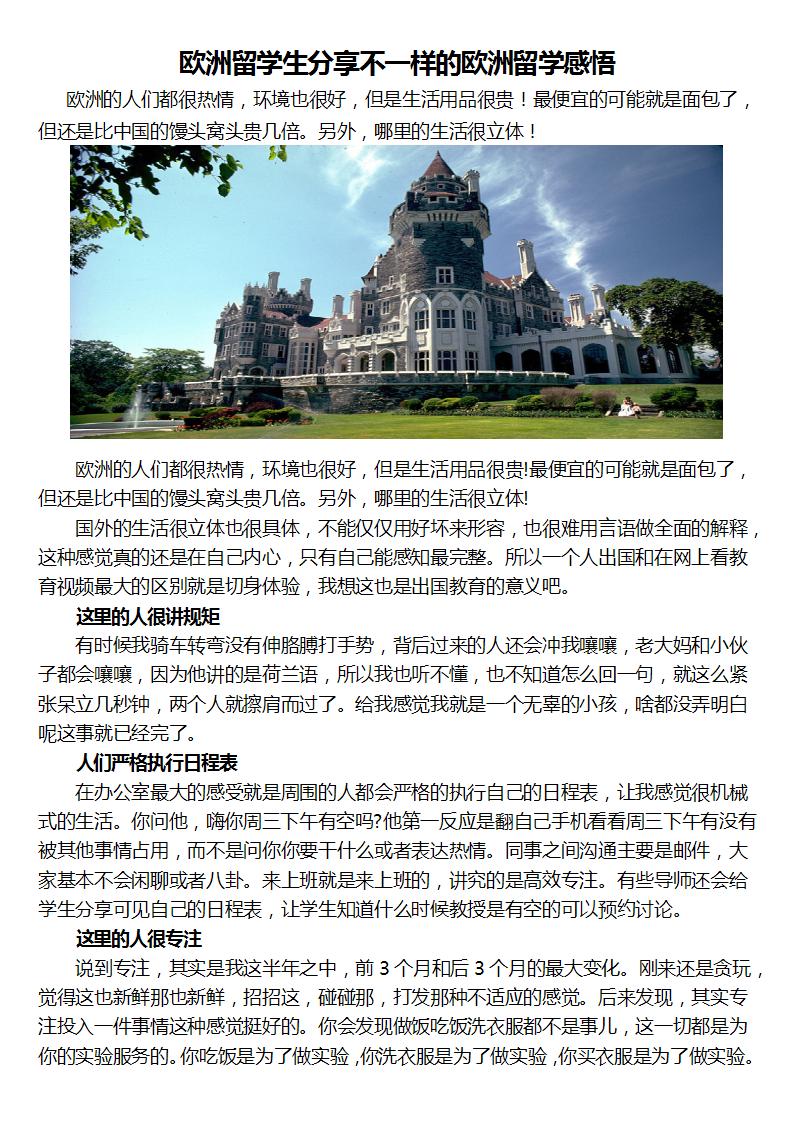 欧洲留学生分享不一样的欧洲留学感悟
欧洲的人们都很热情，环境也很好，但是生活用品很贵！最便宜的可能就是面包了，
但还是比中国的馒头窝头贵几倍。另外，哪里的生活很立体！
欧洲的人们都很热情，环境也很好，但是生活用品很贵!最便宜的可能就是面包了，
但还是比中国的馒头窝头贵几倍。另外，哪里的生活很立体!
国外的生活很立体也很具体，不能仅仅用好坏来形容，也很难用言语做全面的解释，
这种感觉真的还是在自己内心，只有自己能感知最完整。所以一个人出国和在网上看教
育视频最大的区别就是切身体验，我想这也是出国教育的意义吧。
这里的人很讲规矩
有时候我骑车转弯没有伸胳膊打手势，背后过来的人还会冲我嚷嚷，老大妈和小伙
子都会嚷嚷，因为他讲的是荷兰语，所以我也听不懂，也不知道怎么回一句，就这么紧
张呆立几秒钟，两个人就擦肩而过了。给我感觉我就是一个无辜的小孩，啥都没弄明白
呢这事就已经完了。
人们严格执行日程表
在办公室最大的感受就是周围的人都会严格的执行自己的日程表，让我感觉很机械
式的生活。你问他，嗨你周三下午有空吗?他第一反应是翻自己手机看看周三下午有没有
被其他事情占用，而不是问你你要干什么或者表达热情。同事之间沟通主要是邮件，大
家基本不会闲聊或者八卦。来上班就是来上班的，讲究的是高效专注。有些导师还会给
学生分享可见自己的日程表，让学生知道什么时候教授是有空的可以预约讨论。
这里的人很专注
说到专注，其实是我这半年之中，前 3 个月和后 3 个月的最大变化。刚来还是贪玩，
觉得这也新鲜那也新鲜，招招这，碰碰那，打发那种不适应的感觉。后来发现，其实专
注投入一件事情这种感觉挺好的。你会发现做饭吃饭洗衣服都不是事儿，这一切都是为
你的实验服务的。你吃饭是为了做实验，你洗衣服是为了做实验，你买衣服是为了做实验。